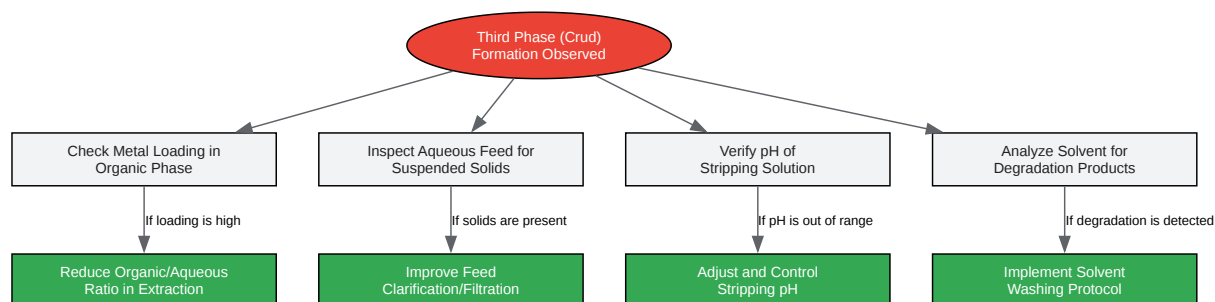 Third Phase (Crud)
Formation Observed
Check Metal Loading in
Organic Phase
Inspect Aqueous Feed for
Suspended Solids
Verify pH of
Stripping Solution
Analyze Solvent for
Degradation Products
If loading is high
If solids are present
If pH is out of range
If degradation is detected
Reduce Organic/Aqueous
Ratio in Extraction
Improve Feed
Clarification/Filtration
Adjust and Control
Stripping pH
Implement Solvent
Washing Protocol